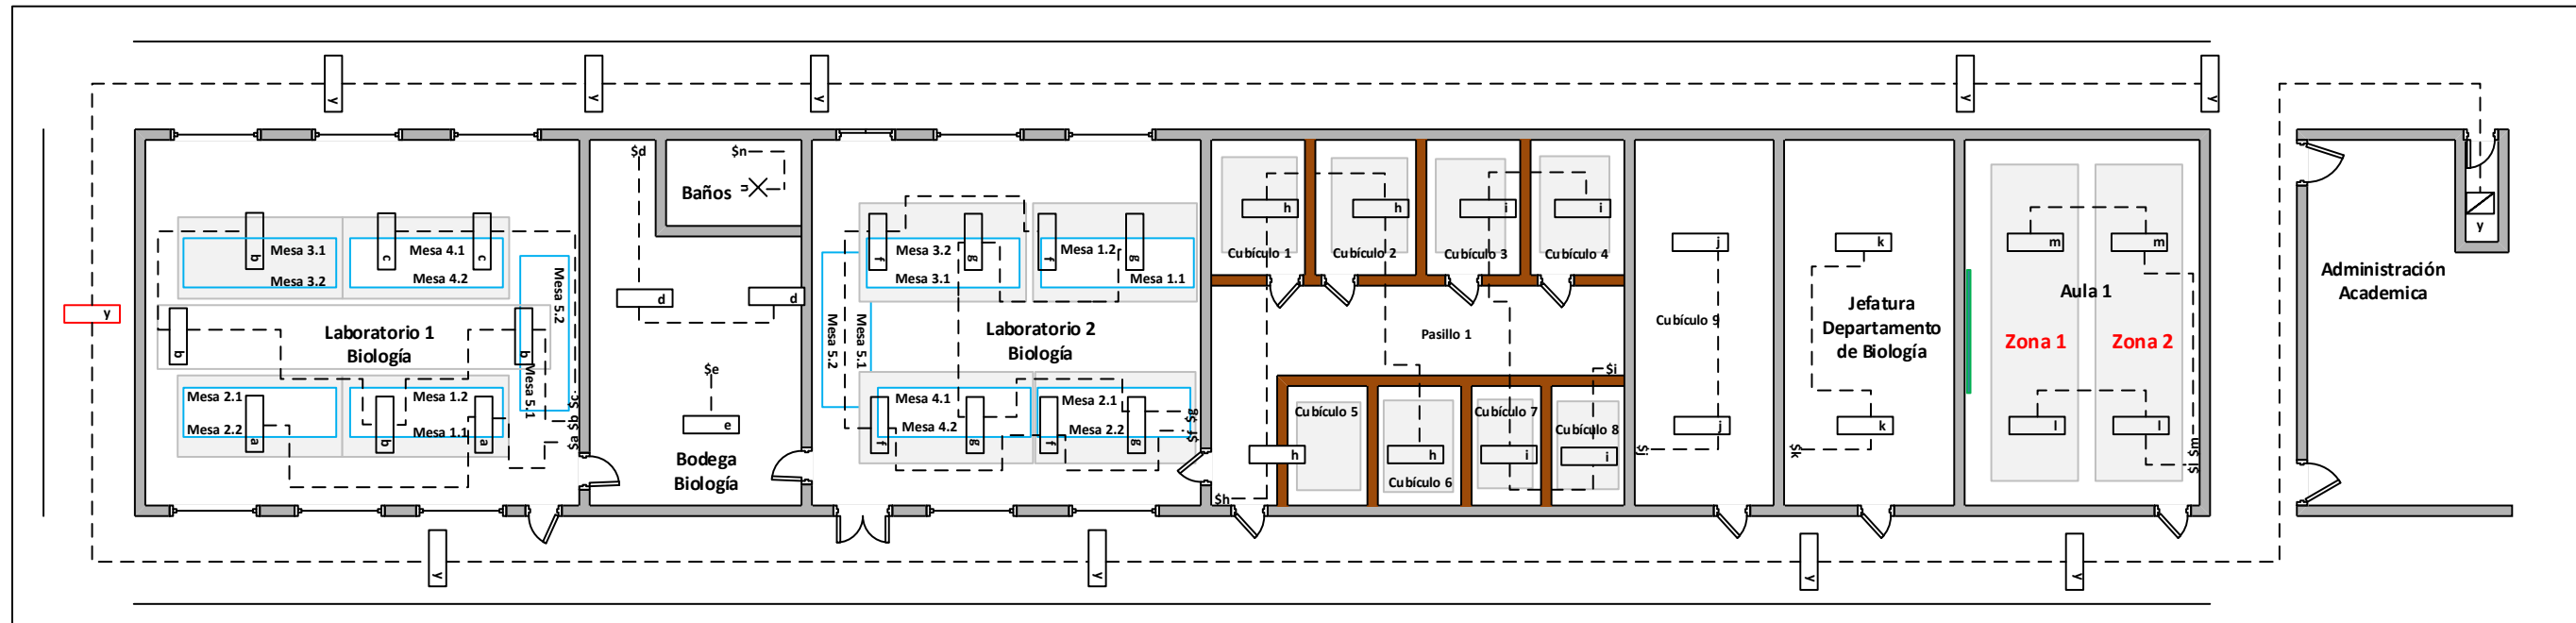 y
y
y
y
y
$d
$n
n
Baños
Mesa 3.1
Mesa 3.2
b
Mesa 4.1
Mesa 4.2
c
c
Mesa 5.2
Mesa 5.1
y
b
Laboratorio 1
Biología
b
Mesa 2.1
Mesa 2.2
a
Mesa 1.2
Mesa 1.1
b
a
$a $b $c
d
d
$e
e
Bodega
Biología
Mesa 3.2
Mesa 3.1
f
g
Mesa 1.2
Mesa 1.1
f
g
Mesa 5.2
Mesa 5.1
Laboratorio 2
Biología
Mesa 4.1
Mesa 4.2
f
g
Mesa 2.1
Mesa 2.2
f
g
$f $g
h
h
i
i
Cubículo 1
Cubículo 2
Cubículo 3
Cubículo 4
Pasillo 1
$i
Cubículo 5
Cubículo 6
Cubículo 7
Cubículo 8
h
h
i
i
$h
j
Cubículo 9
j
$j
k
Jefatura
Departamento
de Biología
k
$k
m
m
Aula 1
Zona 1
Zona 2
l
l
$l $m
y
Administración
Academica
y
y
y
y